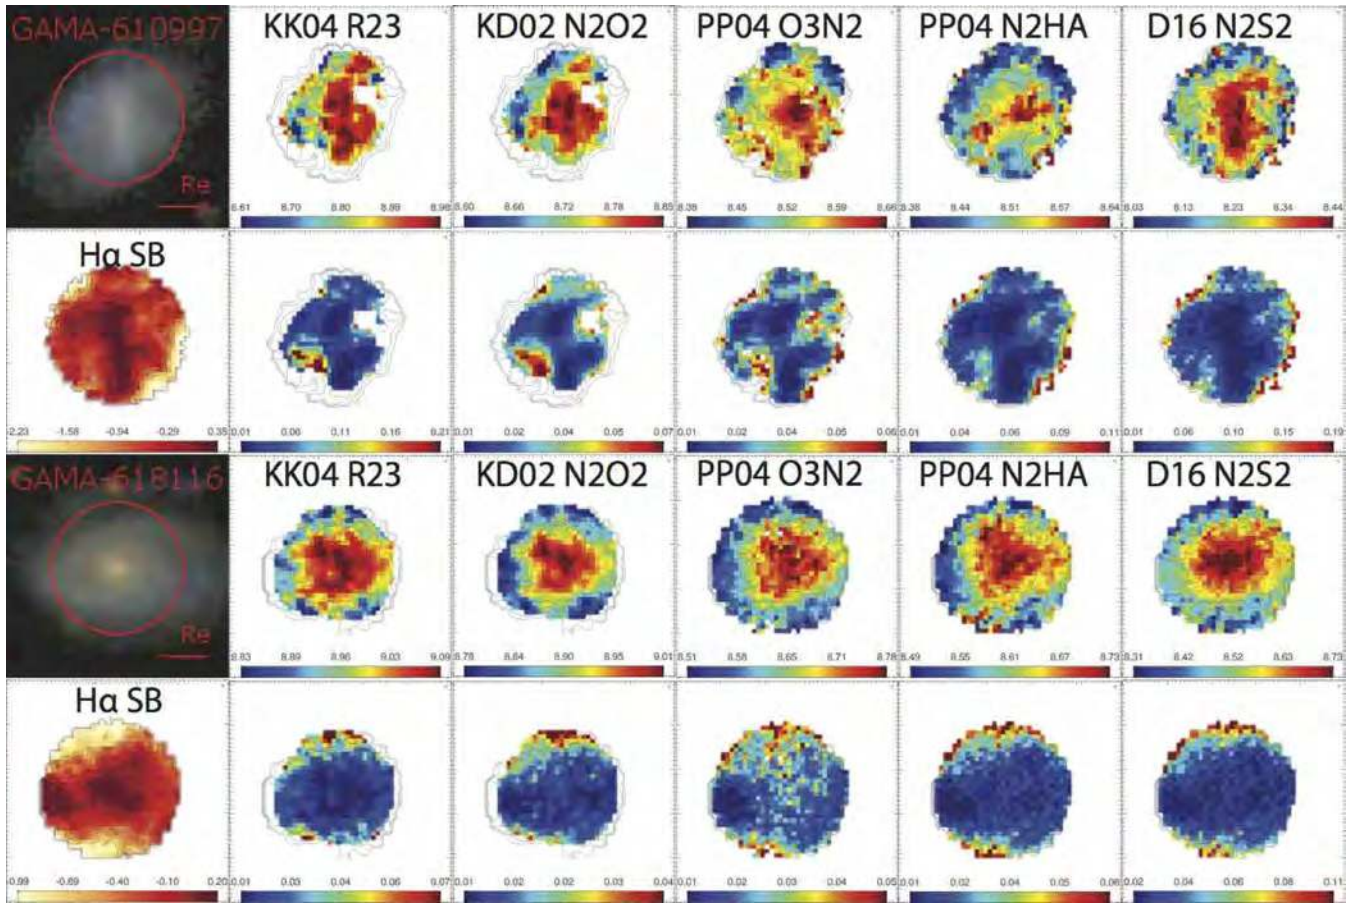 GAMA-610997 KK04 R23 KD02 N2O2 PP04 O3N2 PP04 N2HA D16 N2S2
Re
8.61 8.70 8.80 8.89 8.98 8.60 8.66 8.72 8.78 8.85 8.38 8.45 8.52 8.59 8.66 8.38 8.44 8.51 8.57 8.64 8.03 8.13 8.23 8.34 8.44
Hα SB
-2.23 -1.58 -0.94 -0.29 0.35 0.01 0.06 0.11 0.16 0.21 0.01 0.02 0.04 0.05 0.07 0.01 0.02 0.04 0.05 0.06 0.01 0.04 0.06 0.09 0.11 0.01 0.06 0.10 0.15 0.19
GAMA-618116 KK04 R23 KD02 N2O2 PP04 O3N2 PP04 N2HA D16 N2S2
Re
8.83 8.89 8.96 9.03 9.09 8.78 8.84 8.90 8.95 9.01 8.51 8.58 8.65 8.71 8.78 8.49 8.55 8.61 8.67 8.73 8.31 8.42 8.52 8.63 8.73
Hα SB
-0.99 -0.69 -0.40 -0.10 0.20 0.01 0.03 0.04 0.06 0.07 0.01 0.02 0.02 0.03 0.04 0.01 0.02 0.03 0.04 0.05 0.01 0.02 0.04 0.05 0.06 0.02 0.04 0.06 0.08 0.11